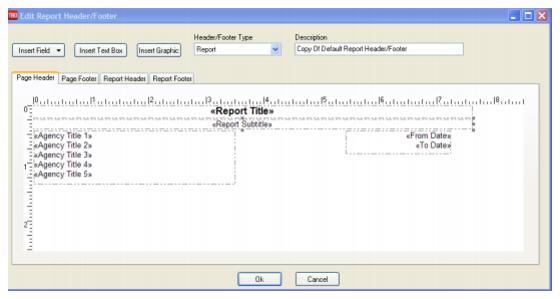 TRIO Edit Report Header/Footer
Header/Footer Type
Description
Insert Field
Insert Text Box
Insert Graphic
Report
Copy Of Default Report Header/Footer
Page Header
Page Footer
Report Header
Report Footer
0 1 2 3 4 5 6 7 8
0
«Report Title»
«Report Subtitle»
«Agency Title 1» «From Date»
«Agency Title 2» «To Date»
«Agency Title 3»
1 «Agency Title 4»
«Agency Title 5»
2
Ok
Cancel